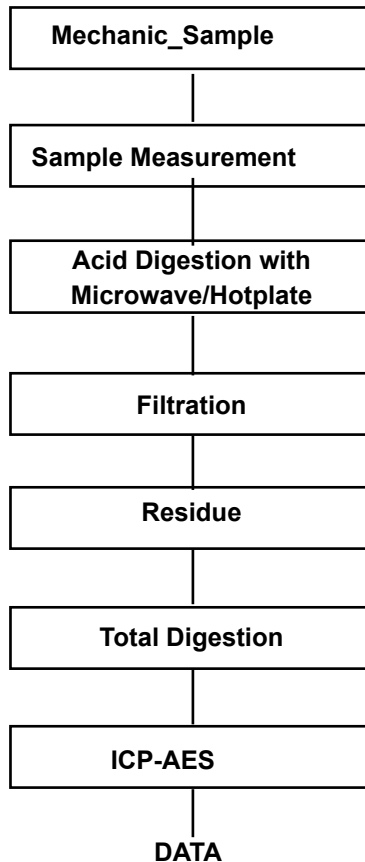 Mechanic_Sample
Sample Measurement
Acid Digestion with
Microwave/Hotplate
Filtration
Residue
Total Digestion
ICP-AES
DATA